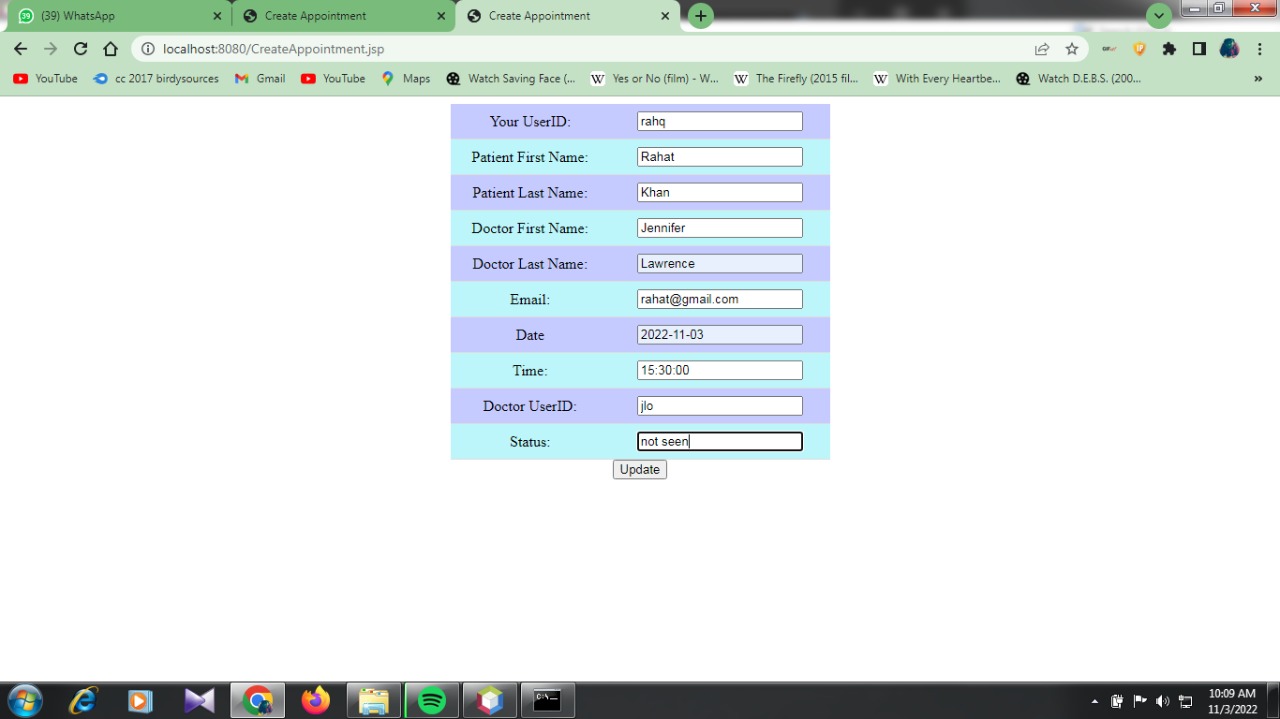 39 (39) WhatsApp Create Appointment Create Appointment
localhost:8080/CreateAppointment.jsp
YouTube cc 2017 birdysources Gmail YouTube Maps Watch Saving Face (... W Yes or No (film) - W... W The Firefly (2015 fil... W With Every Heartbe... Watch D.E.B.S. (200... »
Your UserID: rahq
Patient First Name: Rahat
Patient Last Name: Khan
Doctor First Name: Jennifer
Doctor Last Name: Lawrence
Email: rahat@gmail.com
Date 2022-11-03
Time: 15:30:00
Doctor UserID: jlo
Status: not seen
Update
10:09 AM
11/3/2022